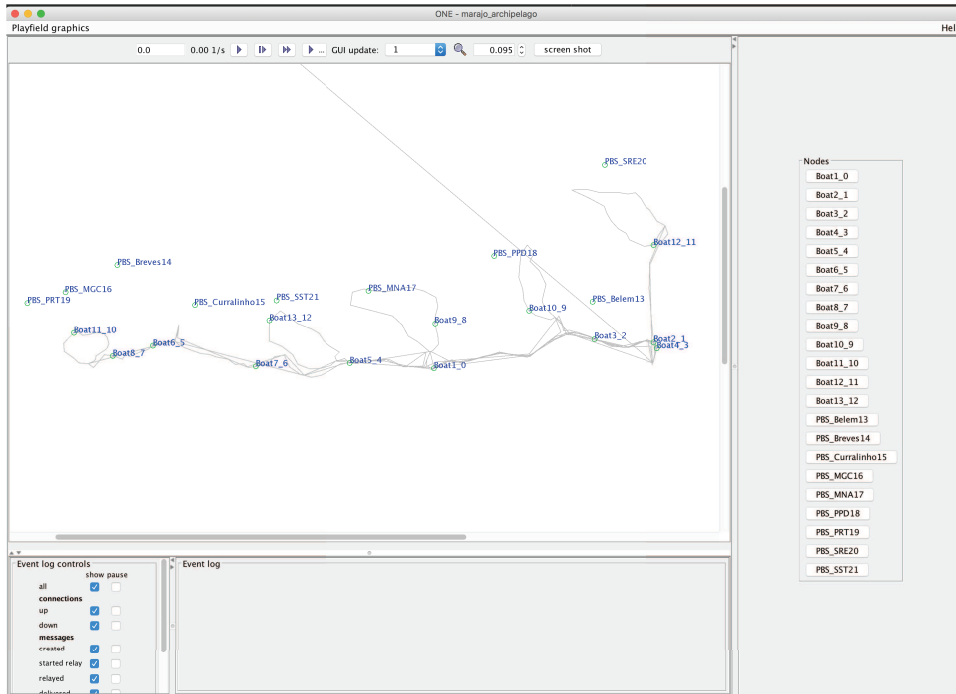 ONE - marajo_archipelago
Playfield graphics
Hel
0.0 0.00 1/s ... GUI update: 1 0.095 screen shot
PBS_SRE20
Boat12_11
PBS_PPD18
PBS_Breves14
PBS_MGC16
PBS_MNA17
PBS_PRT19
PBS_Curralinho15
PBS_SST21
PBS_Belem13
Boat10_9
Boat13_12
Boat9_8
Boat11_10
Boat3_2
Boat2_1
Boat6_5
Boat4_3
Boat8_7
Boat7_6
Boat5_4
Boat1_0
Nodes
Boat1_0
Boat2_1
Boat3_2
Boat4_3
Boat5_4
Boat6_5
Boat7_6
Boat8_7
Boat9_8
Boat10_9
Boat11_10
Boat12_11
Boat13_12
PBS_Belem13
PBS_Breves14
PBS_Curralinho15
PBS_MGC16
PBS_MNA17
PBS_PPD18
PBS_PRT19
PBS_SRE20
PBS_SST21
Event log controls
show pause
all
connections
up
down
messages
created
started relay
relayed
delivered
Event log